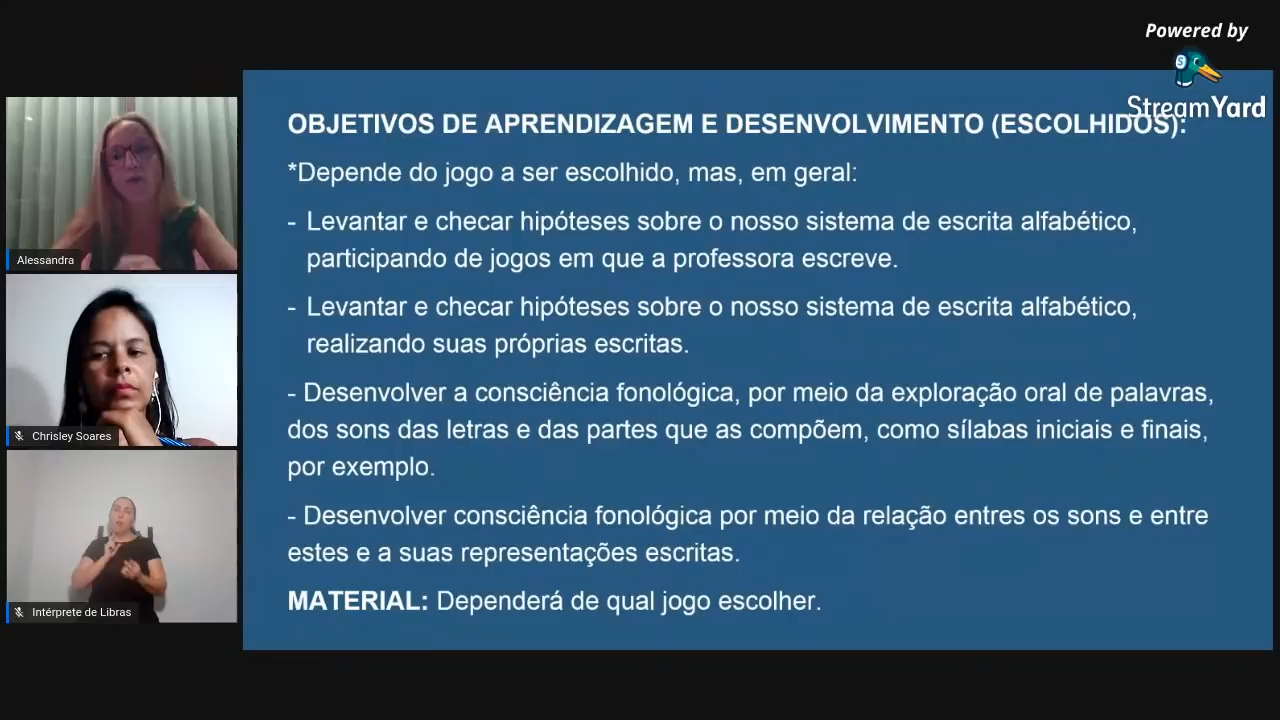 Powered by
StreamYard
OBJETIVOS DE APRENDIZAGEM E DESENVOLVIMENTO (ESCOLHIDOS):
*Depende do jogo a ser escolhido, mas, em geral:
- Levantar e checar hipóteses sobre o nosso sistema de escrita alfabético,
participando de jogos em que a professora escreve.
- Levantar e checar hipóteses sobre o nosso sistema de escrita alfabético,
realizando suas próprias escritas.
- Desenvolver a consciência fonológica, por meio da exploração oral de palavras,
dos sons das letras e das partes que as compõem, como sílabas iniciais e finais,
por exemplo.
- Desenvolver consciência fonológica por meio da relação entres os sons e entre
estes e a suas representações escritas.
MATERIAL: Dependerá de qual jogo escolher.
Alessandra
Chrisley Soares
Intérprete de Libras